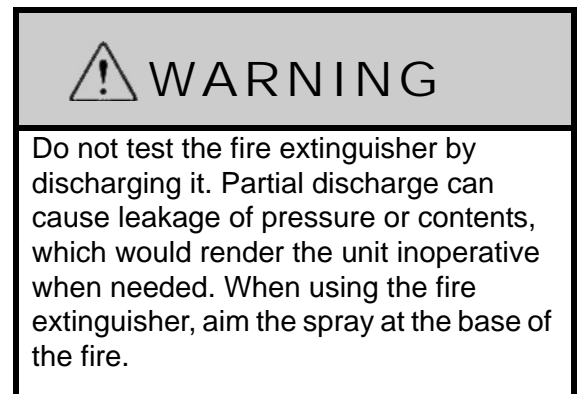 WARNING
Do not test the fire extinguisher by
discharging it. Partial discharge can
cause leakage of pressure or contents,
which would render the unit inoperative
when needed. When using the fire
extinguisher, aim the spray at the base of
the fire.